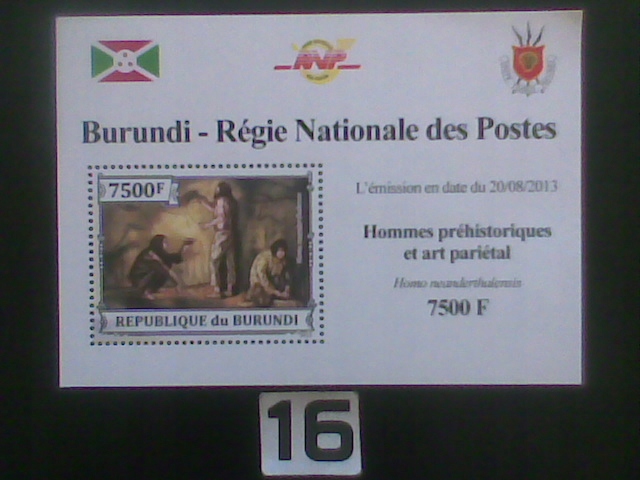 RNP
Burundi - Régie Nationale des Postes
7500F
REPUBLIQUE du BURUNDI
L'émission en date du 20/08/2013
Hommes préhistoriques
et art pariétal
Homo neanderthalensis
7500 F
16